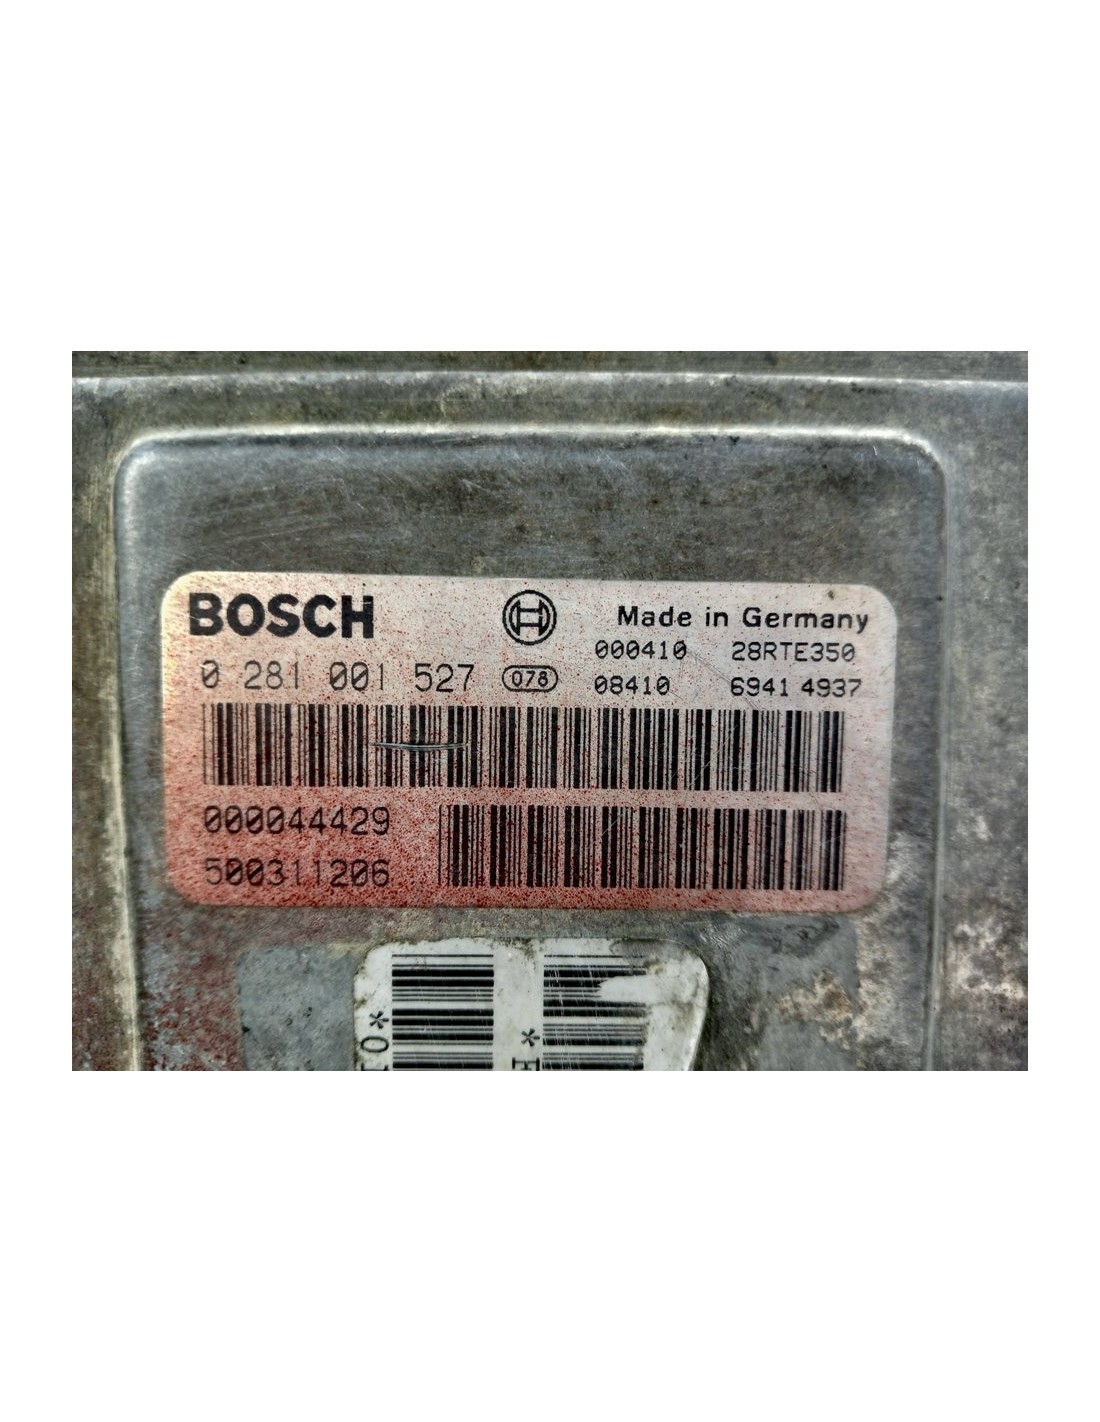 BOSCH
Made in Germany
000410 28RTE350
0 281 001 527 078
08410 6941 4937
000044429
500311206